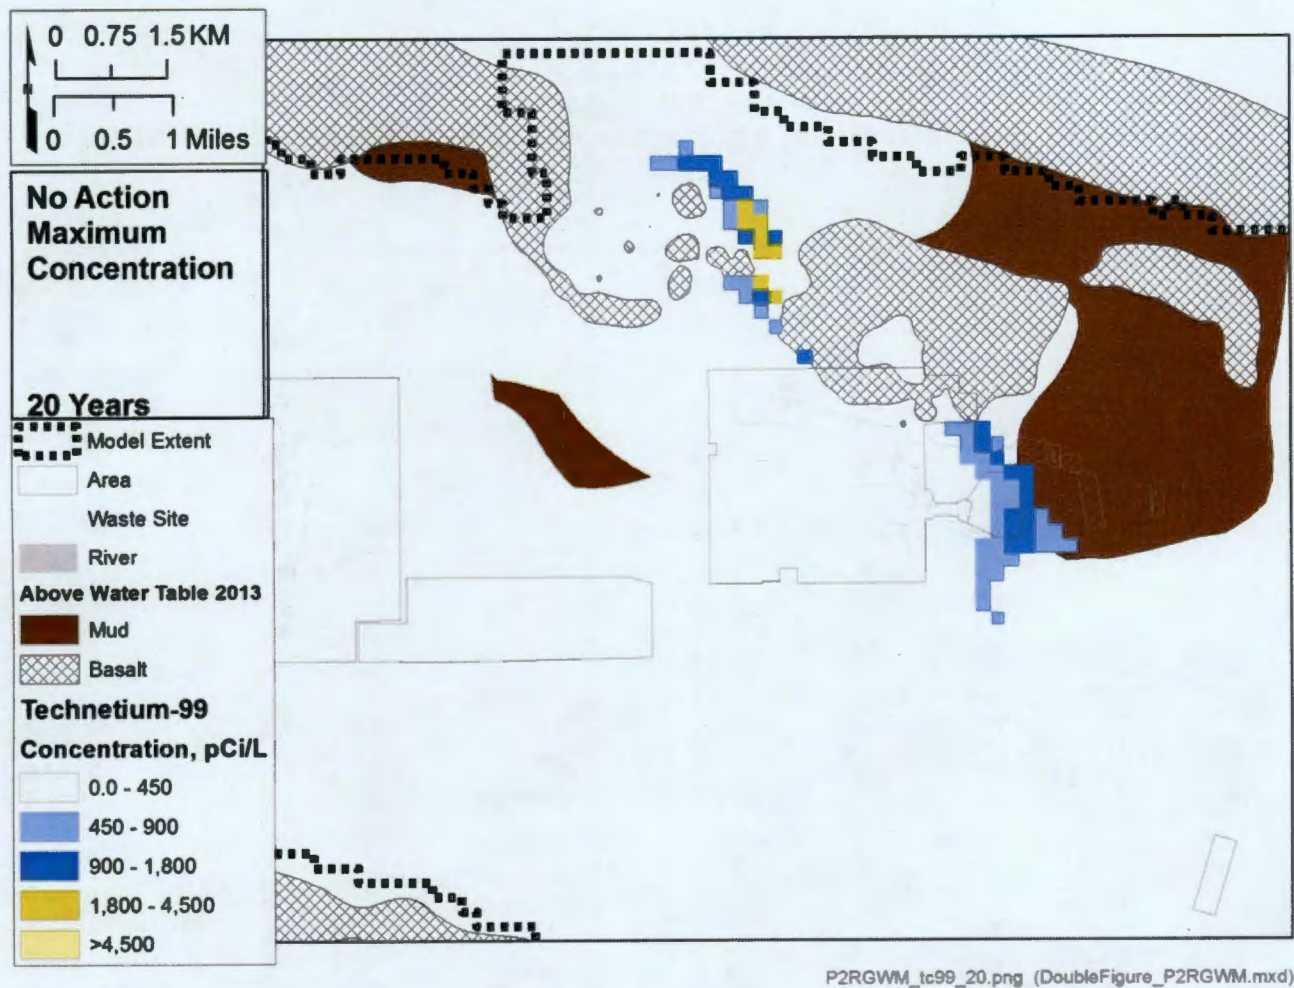 0 0.75 1.5 KM
0 0.5 1 Miles
No Action
Maximum
Concentration
20 Years
Model Extent
Area
Waste Site
River
Above Water Table 2013
Mud
Basalt
Technetium-99
Concentration, pCi/L
0.0 - 450
450 - 900
900 - 1,800
1,800 - 4,500
>4,500
P2RGWM_tc99_20.png (DoubleFigure_P2RGWM.mxd)